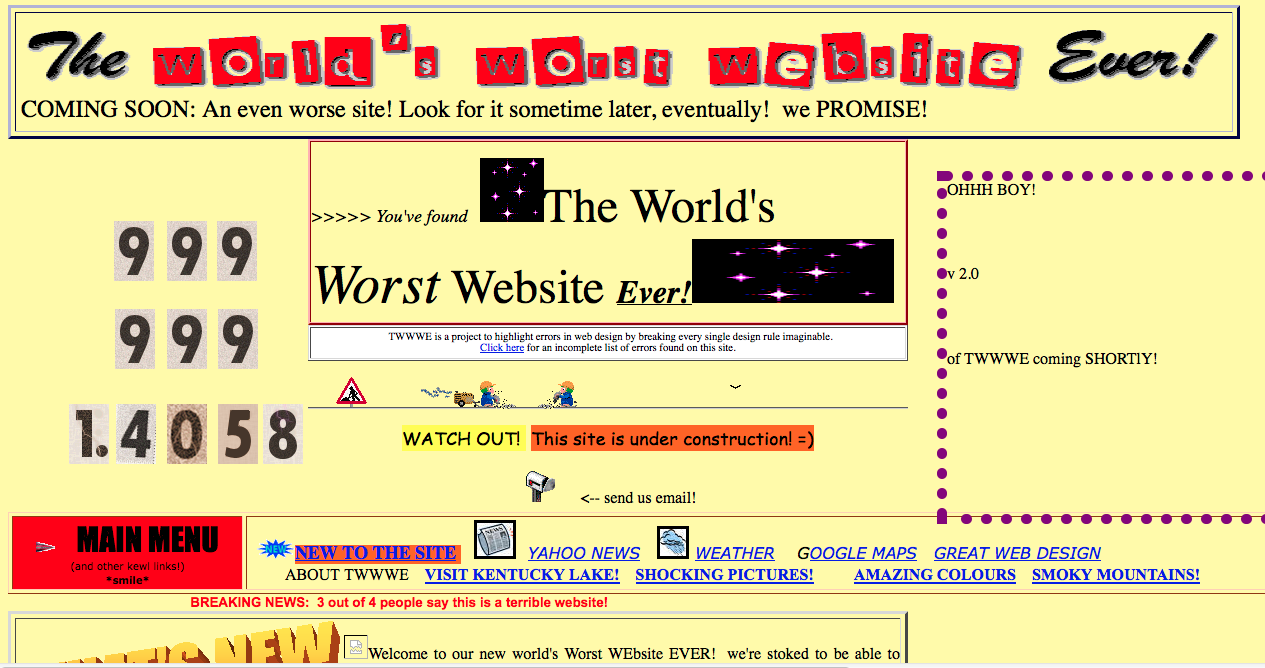 The world's worst website Ever!
COMING SOON: An even worse site! Look for it sometime later, eventually!  we PROMISE!
>>>>> You've found The World's
Worst Website Ever!
TWWWE is a project to highlight errors in web design by breaking every single design rule imaginable.
Click here for an incomplete list of errors found on this site.
999
999
1.4058
WATCH OUT! This site is under construction! =)
<-- send us email!
OHHH BOY!
v 2.0
of TWWWE coming SHORTlY!
MAIN MENU
(and other kewl links!)
*smile*
NEW NEW TO THE SITE NEWS YAHOO NEWS WEATHER GOOGLE MAPS GREAT WEB DESIGN
ABOUT TWWWE VISIT KENTUCKY LAKE! SHOCKING PICTURES! AMAZING COLOURS SMOKY MOUNTAINS!
BREAKING NEWS:  3 out of 4 people say this is a terrible website!
WHAT'S NEW
Welcome to our new world's Worst WEbsite EVER!  we're stoked to be able to